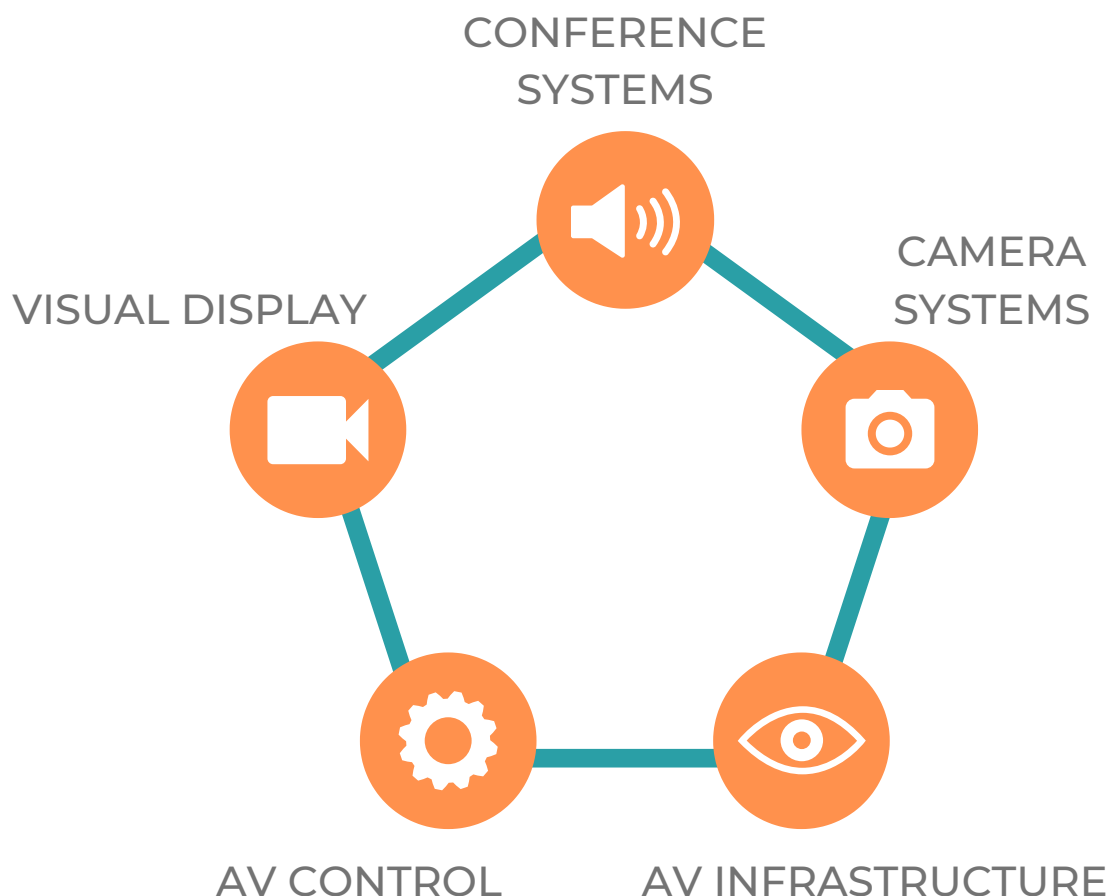 CONFERENCE
SYSTEMS
CAMERA
SYSTEMS
VISUAL DISPLAY
AV CONTROL
AV INFRASTRUCTURE